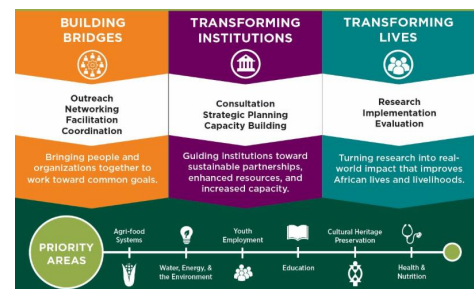 BUILDING
BRIDGES
Outreach
Networking
Facilitation
Coordination
Bringing people and
organizations together to
work toward common goals.
TRANSFORMING
INSTITUTIONS
Consultation
Strategic Planning
Capacity Building
Guiding institutions toward
sustainable partnerships,
enhanced resources, and
increased capacity.
TRANSFORMING
LIVES
Research
Implementation
Evaluation
Turning research into real-
world impact that improves
African lives and livelihoods.
PRIORITY
AREAS
Agri-food
Systems
Water, Energy, &
the Environment
Youth
Employment
Education
Cultural Heritage
Preservation
Health &
Nutrition